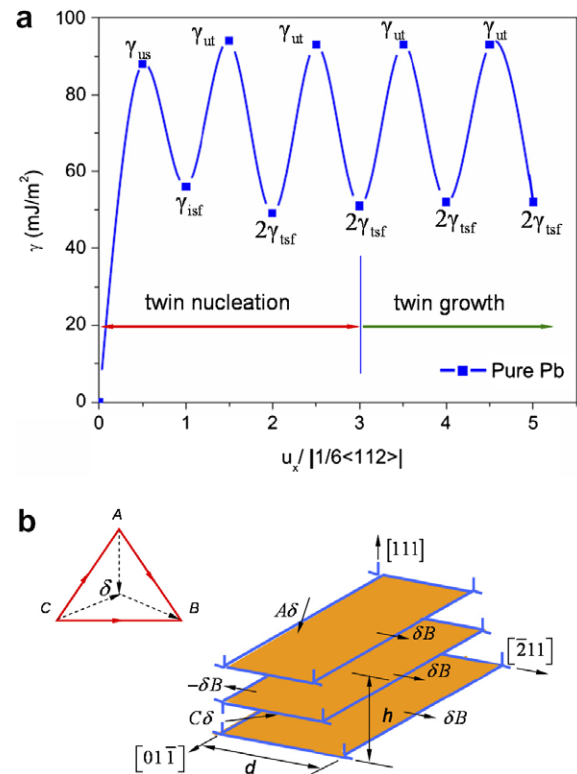 a
100
80
60
40
20
0
γ (mJ/m²)
γus
γut
γut
γut
γut
γisf
2γtsf
2γtsf
2γtsf
2γtsf
twin nucleation
twin growth
Pure Pb
0 1 2 3 4 5
uₓ/ |1/6<112>|
b
A
δ
C
B
[111]
Aδ
δB
[2̄11]
-δB
δB
Cδ
h
δB
[011̄]
d